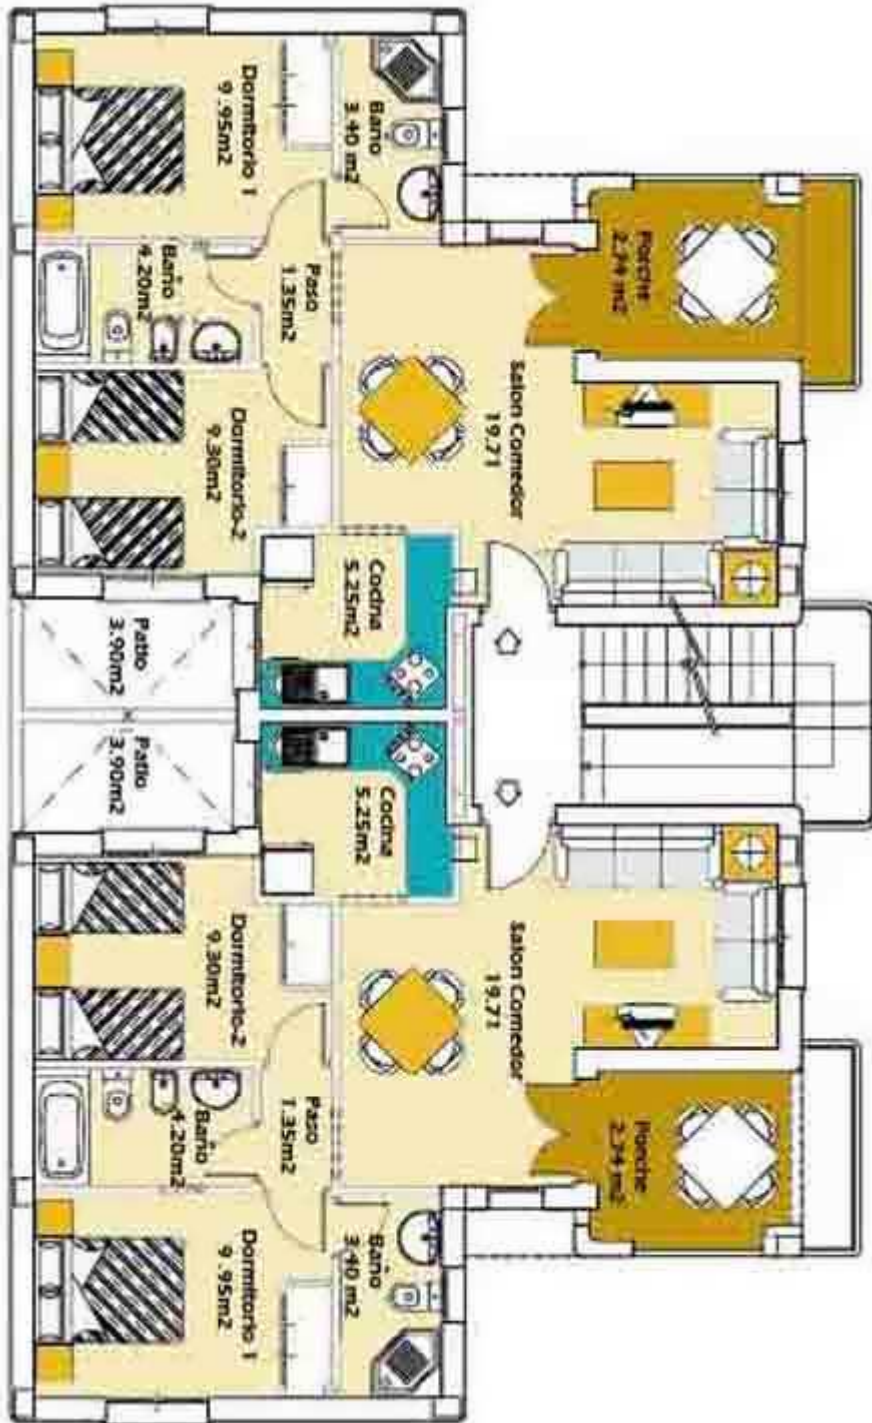 Dormitorio 1
9.95m2
Baño
3.40 m2
Baño
4.20m2
Paso
1.35m2
Porche
2.74 m2
Salon Comedor
19.71
Dormitorio-2
9.30m2
Cocina
5.25m2
Patio
3.90m2
Patio
3.90m2
Cocina
5.25m2
Dormitorio-2
9.30m2
Salon Comedor
19.71
Paso
1.35m2
Baño
4.20m2
Porche
2.74 m2
Baño
3.40 m2
Dormitorio 1
9.95m2